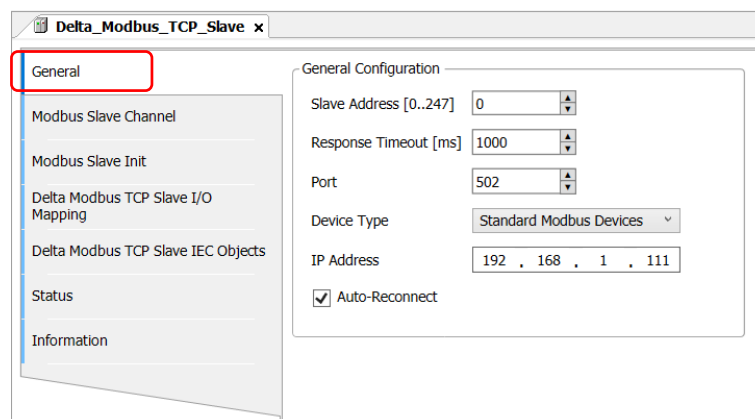 Delta_Modbus_TCP_Slave x
General
Modbus Slave Channel
Modbus Slave Init
Delta Modbus TCP Slave I/O
Mapping
Delta Modbus TCP Slave IEC Objects
Status
Information
General Configuration
Slave Address [0..247] 0
Response Timeout [ms] 1000
Port 502
Device Type Standard Modbus Devices
IP Address 192 . 168 . 1 . 111
Auto-Reconnect